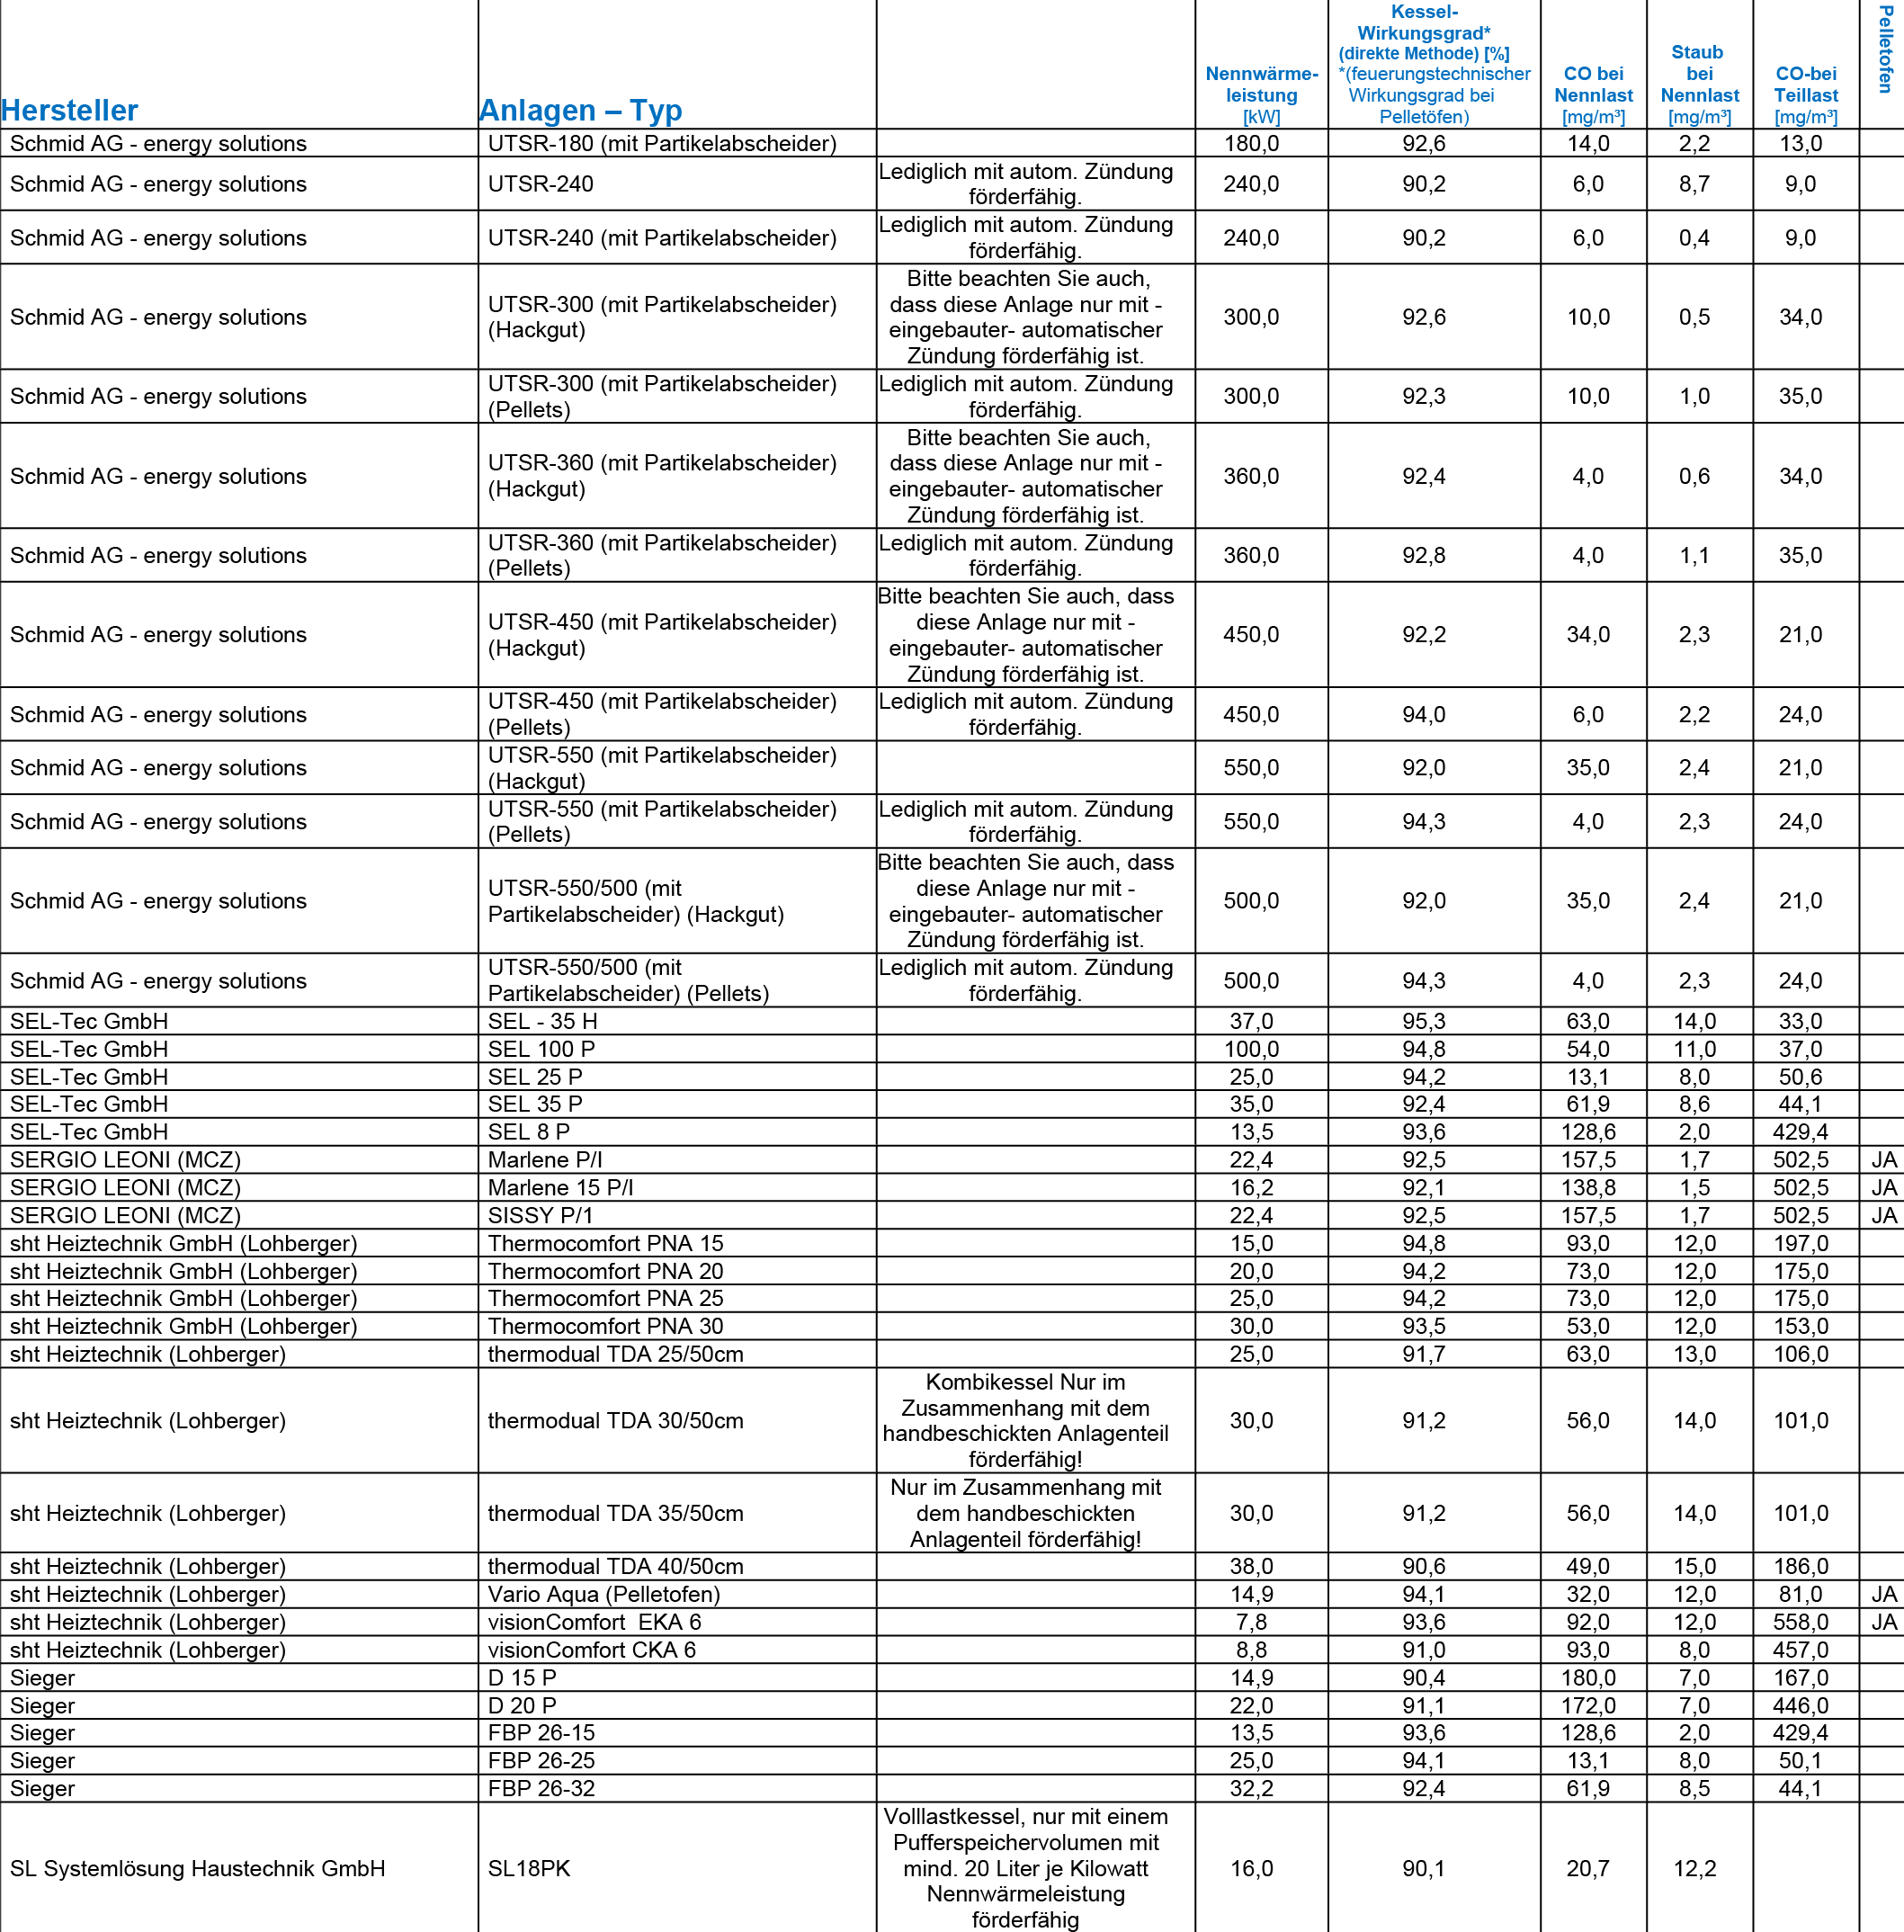 Hersteller Anlagen – Typ Nennwärme-leistung [kW] Kessel-Wirkungsgrad* (direkte Methode) [%] *(feuerungstechnischer Wirkungsgrad bei Pelletöfen) CO bei Nennlast [mg/m³] Staub bei Nennlast [mg/m³] CO-bei Teillast [mg/m³] Pelletofen
Schmid AG - energy solutions UTSR-180 (mit Partikelabscheider) 180,0 92,6 14,0 2,2 13,0
Schmid AG - energy solutions UTSR-240 Lediglich mit autom. Zündung förderfähig. 240,0 90,2 6,0 8,7 9,0
Schmid AG - energy solutions UTSR-240 (mit Partikelabscheider) Lediglich mit autom. Zündung förderfähig. 240,0 90,2 6,0 0,4 9,0
Schmid AG - energy solutions UTSR-300 (mit Partikelabscheider) (Hackgut) Bitte beachten Sie auch, dass diese Anlage nur mit - eingebauter- automatischer Zündung förderfähig ist. 300,0 92,6 10,0 0,5 34,0
Schmid AG - energy solutions UTSR-300 (mit Partikelabscheider) (Pellets) Lediglich mit autom. Zündung förderfähig. 300,0 92,3 10,0 1,0 35,0
Schmid AG - energy solutions UTSR-360 (mit Partikelabscheider) (Hackgut) Bitte beachten Sie auch, dass diese Anlage nur mit - eingebauter- automatischer Zündung förderfähig ist. 360,0 92,4 4,0 0,6 34,0
Schmid AG - energy solutions UTSR-360 (mit Partikelabscheider) (Pellets) Lediglich mit autom. Zündung förderfähig. 360,0 92,8 4,0 1,1 35,0
Schmid AG - energy solutions UTSR-450 (mit Partikelabscheider) (Hackgut) Bitte beachten Sie auch, dass diese Anlage nur mit - eingebauter- automatischer Zündung förderfähig ist. 450,0 92,2 34,0 2,3 21,0
Schmid AG - energy solutions UTSR-450 (mit Partikelabscheider) (Pellets) Lediglich mit autom. Zündung förderfähig. 450,0 94,0 6,0 2,2 24,0
Schmid AG - energy solutions UTSR-550 (mit Partikelabscheider) (Hackgut) 550,0 92,0 35,0 2,4 21,0
Schmid AG - energy solutions UTSR-550 (mit Partikelabscheider) (Pellets) Lediglich mit autom. Zündung förderfähig. 550,0 94,3 4,0 2,3 24,0
Schmid AG - energy solutions UTSR-550/500 (mit Partikelabscheider) (Hackgut) Bitte beachten Sie auch, dass diese Anlage nur mit - eingebauter- automatischer Zündung förderfähig ist. 500,0 92,0 35,0 2,4 21,0
Schmid AG - energy solutions UTSR-550/500 (mit Partikelabscheider) (Pellets) Lediglich mit autom. Zündung förderfähig. 500,0 94,3 4,0 2,3 24,0
SEL-Tec GmbH SEL - 35 H 37,0 95,3 63,0 14,0 33,0
SEL-Tec GmbH SEL 100 P 100,0 94,8 54,0 11,0 37,0
SEL-Tec GmbH SEL 25 P 25,0 94,2 13,1 8,0 50,6
SEL-Tec GmbH SEL 35 P 35,0 92,4 61,9 8,6 44,1
SEL-Tec GmbH SEL 8 P 13,5 93,6 128,6 2,0 429,4
SERGIO LEONI (MCZ) Marlene P/I 22,4 92,5 157,5 1,7 502,5 JA
SERGIO LEONI (MCZ) Marlene 15 P/I 16,2 92,1 138,8 1,5 502,5 JA
SERGIO LEONI (MCZ) SISSY P/1 22,4 92,5 157,5 1,7 502,5 JA
sht Heiztechnik GmbH (Lohberger) Thermocomfort PNA 15 15,0 94,8 93,0 12,0 197,0
sht Heiztechnik GmbH (Lohberger) Thermocomfort PNA 20 20,0 94,2 73,0 12,0 175,0
sht Heiztechnik GmbH (Lohberger) Thermocomfort PNA 25 25,0 94,2 73,0 12,0 175,0
sht Heiztechnik GmbH (Lohberger) Thermocomfort PNA 30 30,0 93,5 53,0 12,0 153,0
sht Heiztechnik (Lohberger) thermodual TDA 25/50cm 25,0 91,7 63,0 13,0 106,0
sht Heiztechnik (Lohberger) thermodual TDA 30/50cm Kombikessel Nur im Zusammenhang mit dem handbeschickten Anlagenteil förderfähig! 30,0 91,2 56,0 14,0 101,0
sht Heiztechnik (Lohberger) thermodual TDA 35/50cm Nur im Zusammenhang mit dem handbeschickten Anlagenteil förderfähig! 30,0 91,2 56,0 14,0 101,0
sht Heiztechnik (Lohberger) thermodual TDA 40/50cm 38,0 90,6 49,0 15,0 186,0
sht Heiztechnik (Lohberger) Vario Aqua (Pelletofen) 14,9 94,1 32,0 12,0 81,0 JA
sht Heiztechnik (Lohberger) visionComfort EKA 6 7,8 93,6 92,0 12,0 558,0 JA
sht Heiztechnik (Lohberger) visionComfort CKA 6 8,8 91,0 93,0 8,0 457,0
Sieger D 15 P 14,9 90,4 180,0 7,0 167,0
Sieger D 20 P 22,0 91,1 172,0 7,0 446,0
Sieger FBP 26-15 13,5 93,6 128,6 2,0 429,4
Sieger FBP 26-25 25,0 94,1 13,1 8,0 50,1
Sieger FBP 26-32 32,2 92,4 61,9 8,5 44,1
SL Systemlösung Haustechnik GmbH SL18PK Volllastkessel, nur mit einem Pufferspeichervolumen mit mind. 20 Liter je Kilowatt Nennwärmeleistung förderfähig 16,0 90,1 20,7 12,2